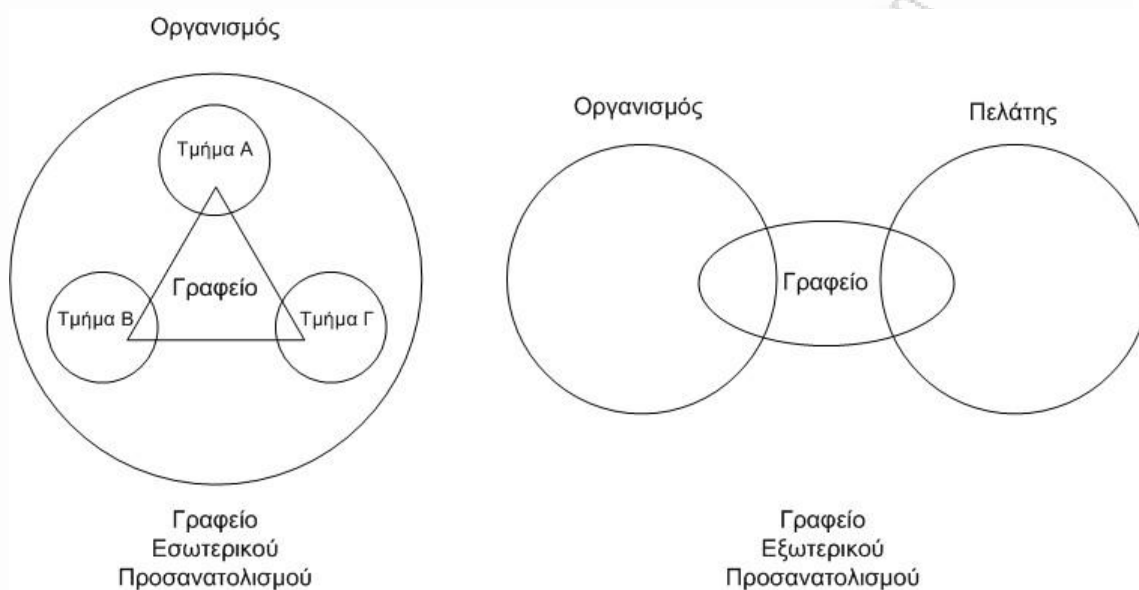 Οργανισμός
Τμήμα Α
Γραφείο
Τμήμα Β
Τμήμα Γ
Γραφείο
Εσωτερικού
Προσανατολισμού
Οργανισμός
Πελάτης
Γραφείο
Γραφείο
Εξωτερικού
Προσανατολισμού